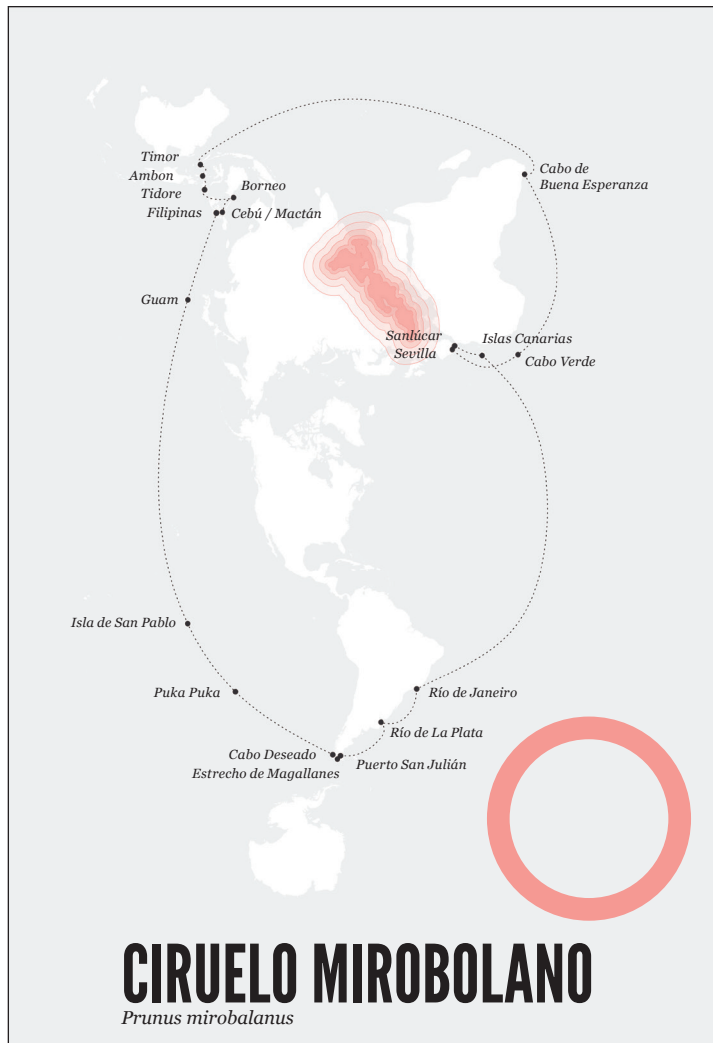 Timor
Ambon
Tidore
Borneo
Filipinas
Cebú / Mactán
Cabo de
Buena Esperanza
Guam
Sanlúcar
Sevilla
Islas Canarias
Cabo Verde
Isla de San Pablo
Puka Puka
Río de Janeiro
Río de La Plata
Cabo Deseado
Estrecho de Magallanes
Puerto San Julián
CIRUELO MIROBOLANO
Prunus mirobalanus